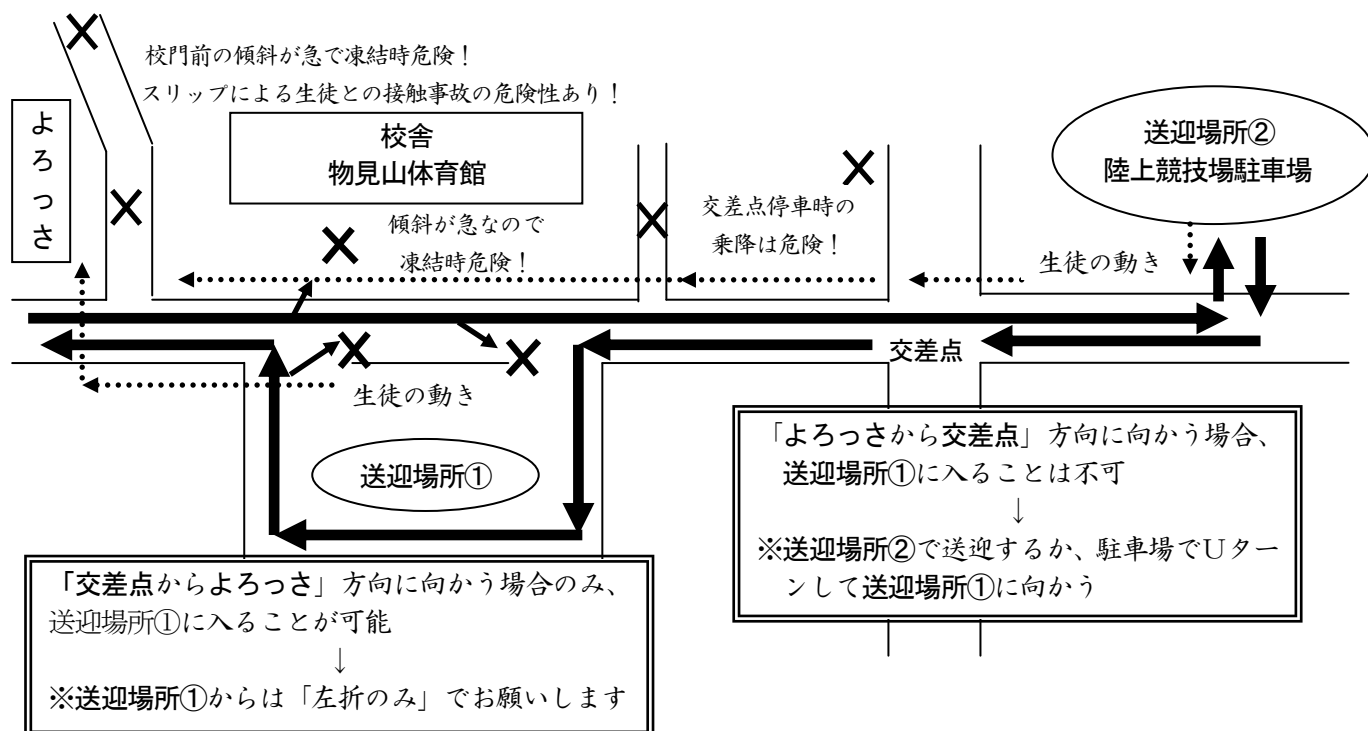 校門前の傾斜が急で凍結時危険！
スリップによる生徒との接触事故の危険性あり！
よろっさ
校舎
物見山体育館
送迎場所②
陸上競技場駐車場
傾斜が急なので
凍結時危険！
交差点停車時の
乗降は危険！
生徒の動き
交差点
生徒の動き
送迎場所①
「よろっさから交差点」方向に向かう場合、
送迎場所①に入ることは不可
↓
※送迎場所②で送迎するか、駐車場でUター
ンして送迎場所①に向かう
「交差点からよろっさ」方向に向かう場合のみ、
送迎場所①に入ることが可能
↓
※送迎場所①からは「左折のみ」でお願いします